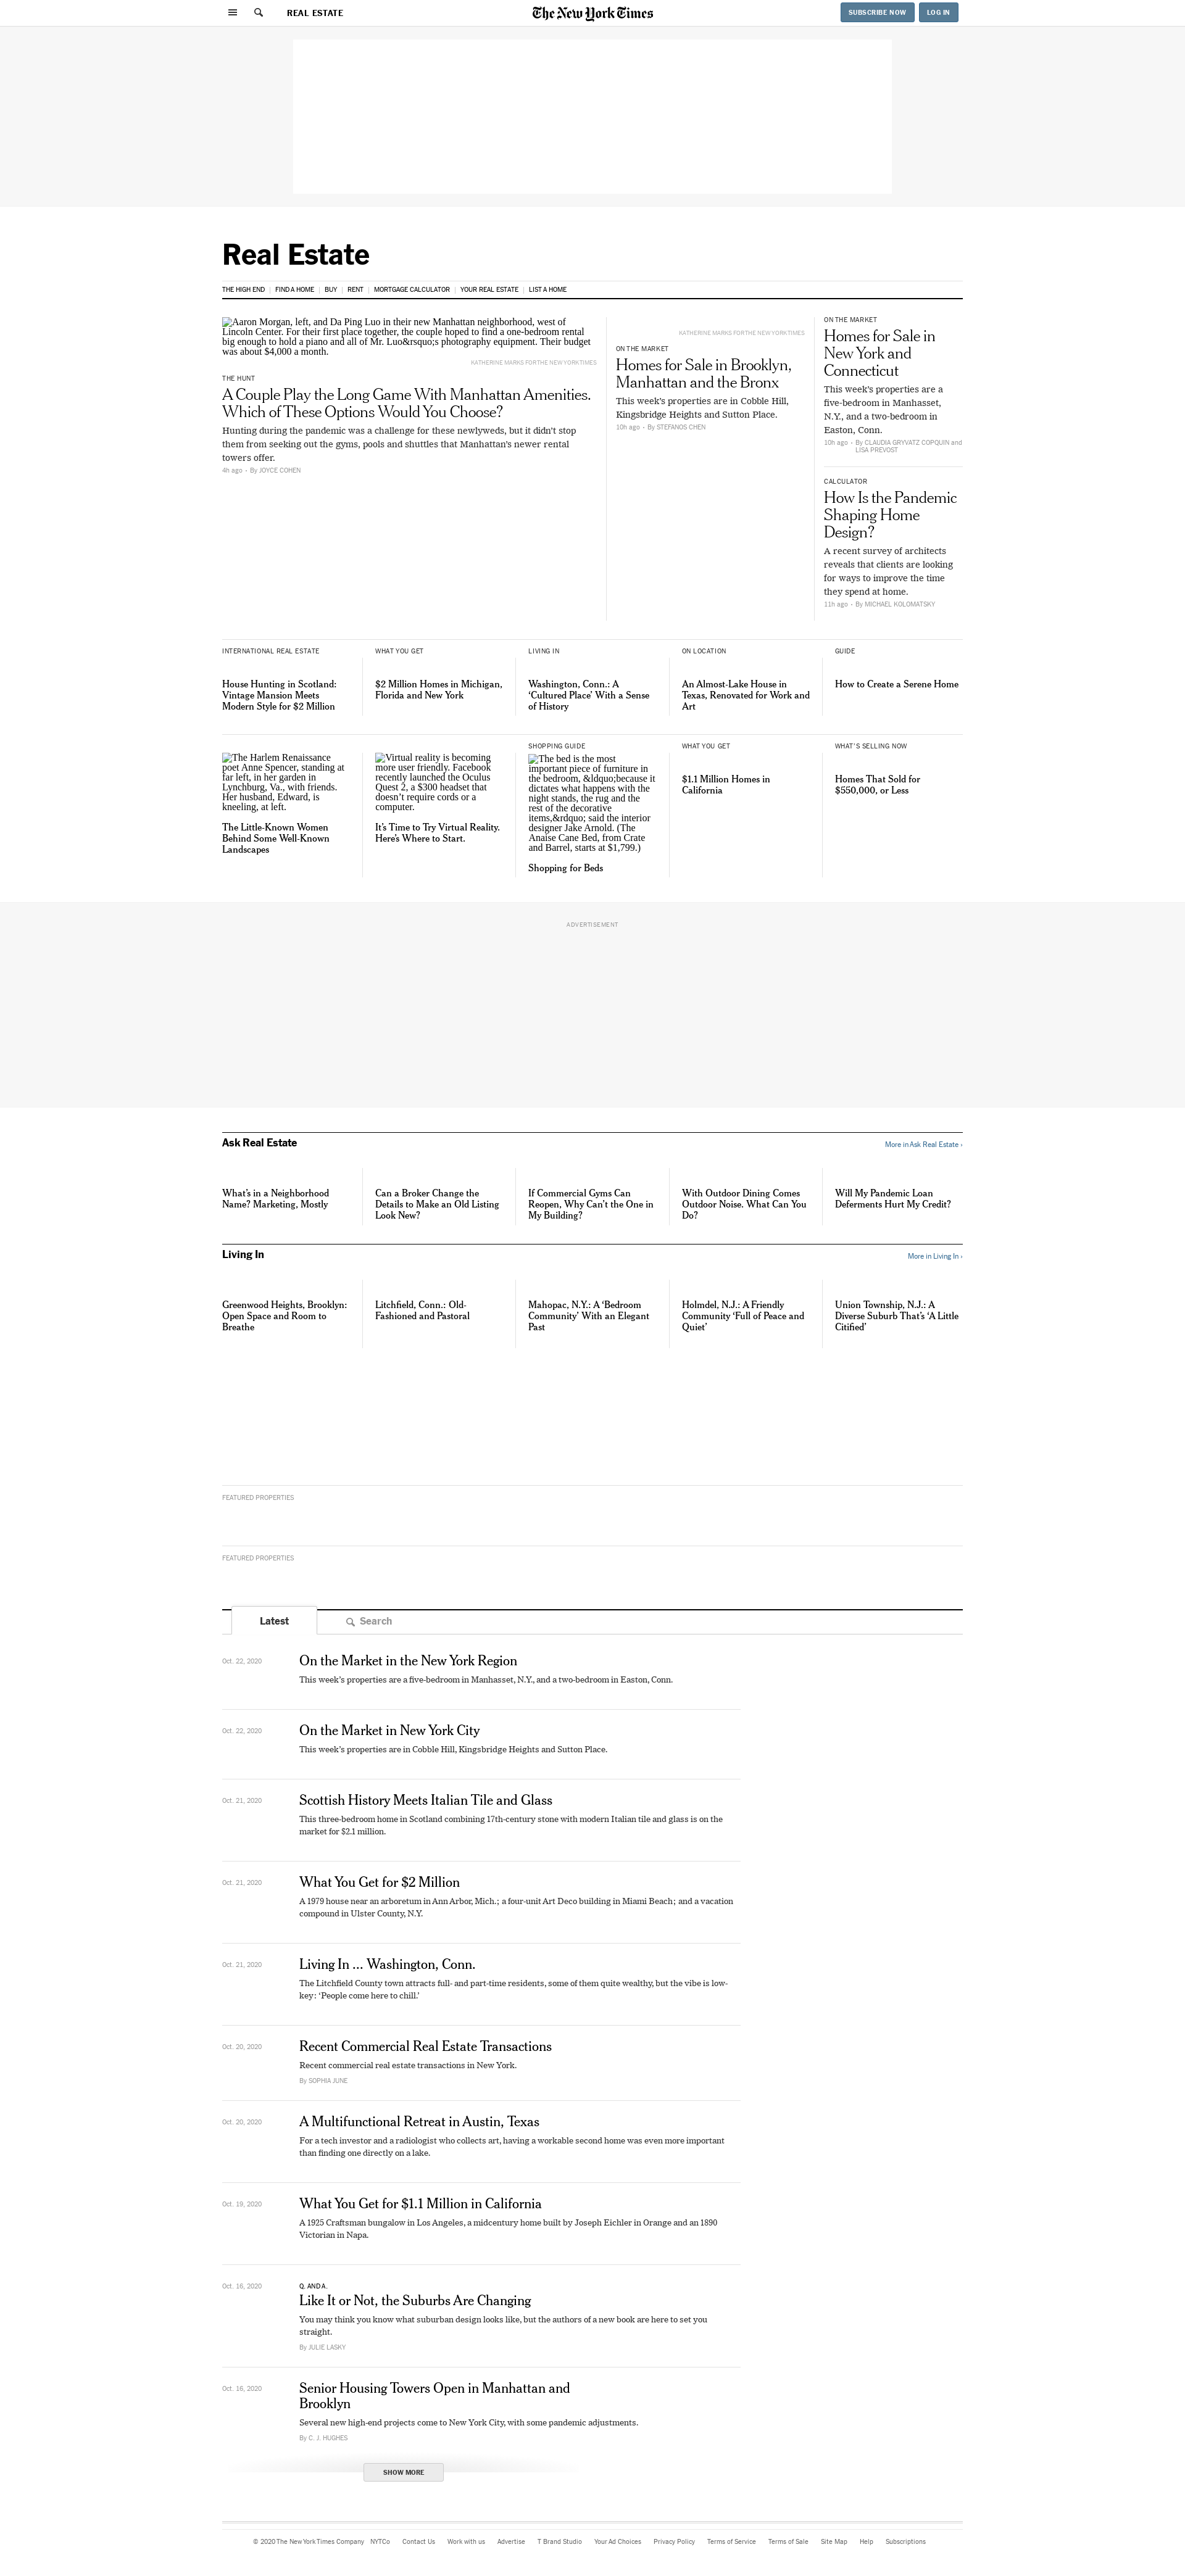 REAL ESTATE
The New York Times
SUBSCRIBE NOW
LOG IN
Real Estate
THE HIGH END | FIND A HOME | BUY | RENT | MORTGAGE CALCULATOR | YOUR REAL ESTATE | LIST A HOME
Aaron Morgan, left, and Da Ping Luo in their new Manhattan neighborhood, west of
Lincoln Center. For their first place together, the couple hoped to find a one-bedroom rental
big enough to hold a piano and all of Mr. Luo&rsquo;s photography equipment. Their budget
was about $4,000 a month.
KATHERINE MARKS FOR THE NEW YORK TIMES
THE HUNT
A Couple Play the Long Game With Manhattan Amenities.
Which of These Options Would You Choose?
Hunting during the pandemic was a challenge for these newlyweds, but it didn't stop
them from seeking out the gyms, pools and shuttles that Manhattan's newer rental
towers offer.
4h ago - By JOYCE COHEN
KATHERINE MARKS FOR THE NEW YORK TIMES
ON THE MARKET
Homes for Sale in Brooklyn,
Manhattan and the Bronx
This week's properties are in Cobble Hill,
Kingsbridge Heights and Sutton Place.
10h ago - By STEFANOS CHEN
ON THE MARKET
Homes for Sale in
New York and
Connecticut
This week's properties are a
five-bedroom in Manhasset,
N.Y., and a two-bedroom in
Easton, Conn.
10h ago - By CLAUDIA GRYVATZ COPQUIN and
LISA PREVOST
CALCULATOR
How Is the Pandemic
Shaping Home
Design?
A recent survey of architects
reveals that clients are looking
for ways to improve the time
they spend at home.
11h ago - By MICHAEL KOLOMATSKY
INTERNATIONAL REAL ESTATE
House Hunting in Scotland:
Vintage Mansion Meets
Modern Style for $2 Million
WHAT YOU GET
$2 Million Homes in Michigan,
Florida and New York
LIVING IN
Washington, Conn.: A
‘Cultured Place’ With a Sense
of History
ON LOCATION
An Almost-Lake House in
Texas, Renovated for Work and
Art
GUIDE
How to Create a Serene Home
The Harlem Renaissance
poet Anne Spencer, standing at
far left, in her garden in
Lynchburg, Va., with friends.
Her husband, Edward, is
kneeling, at left.
The Little-Known Women
Behind Some Well-Known
Landscapes
Virtual reality is becoming
more user friendly. Facebook
recently launched the Oculus
Quest 2, a $300 headset that
doesn't require cords or a
computer.
It's Time to Try Virtual Reality.
Here's Where to Start.
SHOPPING GUIDE
The bed is the most
important piece of furniture in
the bedroom, &ldquo;because it
dictates what happens with the
night stands, the rug and the
rest of the decorative
items,&rdquo; said the interior
designer Jake Arnold. (The
Anaise Cane Bed, from Crate
and Barrel, starts at $1,799.)
Shopping for Beds
WHAT YOU GET
$1.1 Million Homes in
California
WHAT'S SELLING NOW
Homes That Sold for
$550,000, or Less
ADVERTISEMENT
Ask Real Estate
More in Ask Real Estate ›
What's in a Neighborhood
Name? Marketing, Mostly
Can a Broker Change the
Details to Make an Old Listing
Look New?
If Commercial Gyms Can
Reopen, Why Can't the One in
My Building?
With Outdoor Dining Comes
Outdoor Noise. What Can You
Do?
Will My Pandemic Loan
Deferments Hurt My Credit?
Living In
More in Living In ›
Greenwood Heights, Brooklyn:
Open Space and Room to
Breathe
Litchfield, Conn.: Old-
Fashioned and Pastoral
Mahopac, N.Y.: A ‘Bedroom
Community’ With an Elegant
Past
Holmdel, N.J.: A Friendly
Community ‘Full of Peace and
Quiet’
Union Township, N.J.: A
Diverse Suburb That's ‘A Little
Citified’
FEATURED PROPERTIES
FEATURED PROPERTIES
Latest
Search
Oct. 22, 2020
On the Market in the New York Region
This week's properties are a five-bedroom in Manhasset, N.Y., and a two-bedroom in Easton, Conn.
Oct. 22, 2020
On the Market in New York City
This week's properties are in Cobble Hill, Kingsbridge Heights and Sutton Place.
Oct. 21, 2020
Scottish History Meets Italian Tile and Glass
This three-bedroom home in Scotland combining 17th-century stone with modern Italian tile and glass is on the
market for $2.1 million.
Oct. 21, 2020
What You Get for $2 Million
A 1979 house near an arboretum in Ann Arbor, Mich.; a four-unit Art Deco building in Miami Beach; and a vacation
compound in Ulster County, N.Y.
Oct. 21, 2020
Living In ... Washington, Conn.
The Litchfield County town attracts full- and part-time residents, some of them quite wealthy, but the vibe is low-
key: ‘People come here to chill.’
Oct. 20, 2020
Recent Commercial Real Estate Transactions
Recent commercial real estate transactions in New York.
By SOPHIA JUNE
Oct. 20, 2020
A Multifunctional Retreat in Austin, Texas
For a tech investor and a radiologist who collects art, having a workable second home was even more important
than finding one directly on a lake.
Oct. 19, 2020
What You Get for $1.1 Million in California
A 1925 Craftsman bungalow in Los Angeles, a midcentury home built by Joseph Eichler in Orange and an 1890
Victorian in Napa.
Oct. 16, 2020
Q. AND A.
Like It or Not, the Suburbs Are Changing
You may think you know what suburban design looks like, but the authors of a new book are here to set you
straight.
By JULIE LASKY
Oct. 16, 2020
Senior Housing Towers Open in Manhattan and
Brooklyn
Several new high-end projects come to New York City, with some pandemic adjustments.
By C. J. HUGHES
SHOW MORE
© 2020 The New York Times Company NYTCo Contact Us Work with us Advertise T Brand Studio Your Ad Choices Privacy Policy Terms of Service Terms of Sale Site Map Help Subscriptions